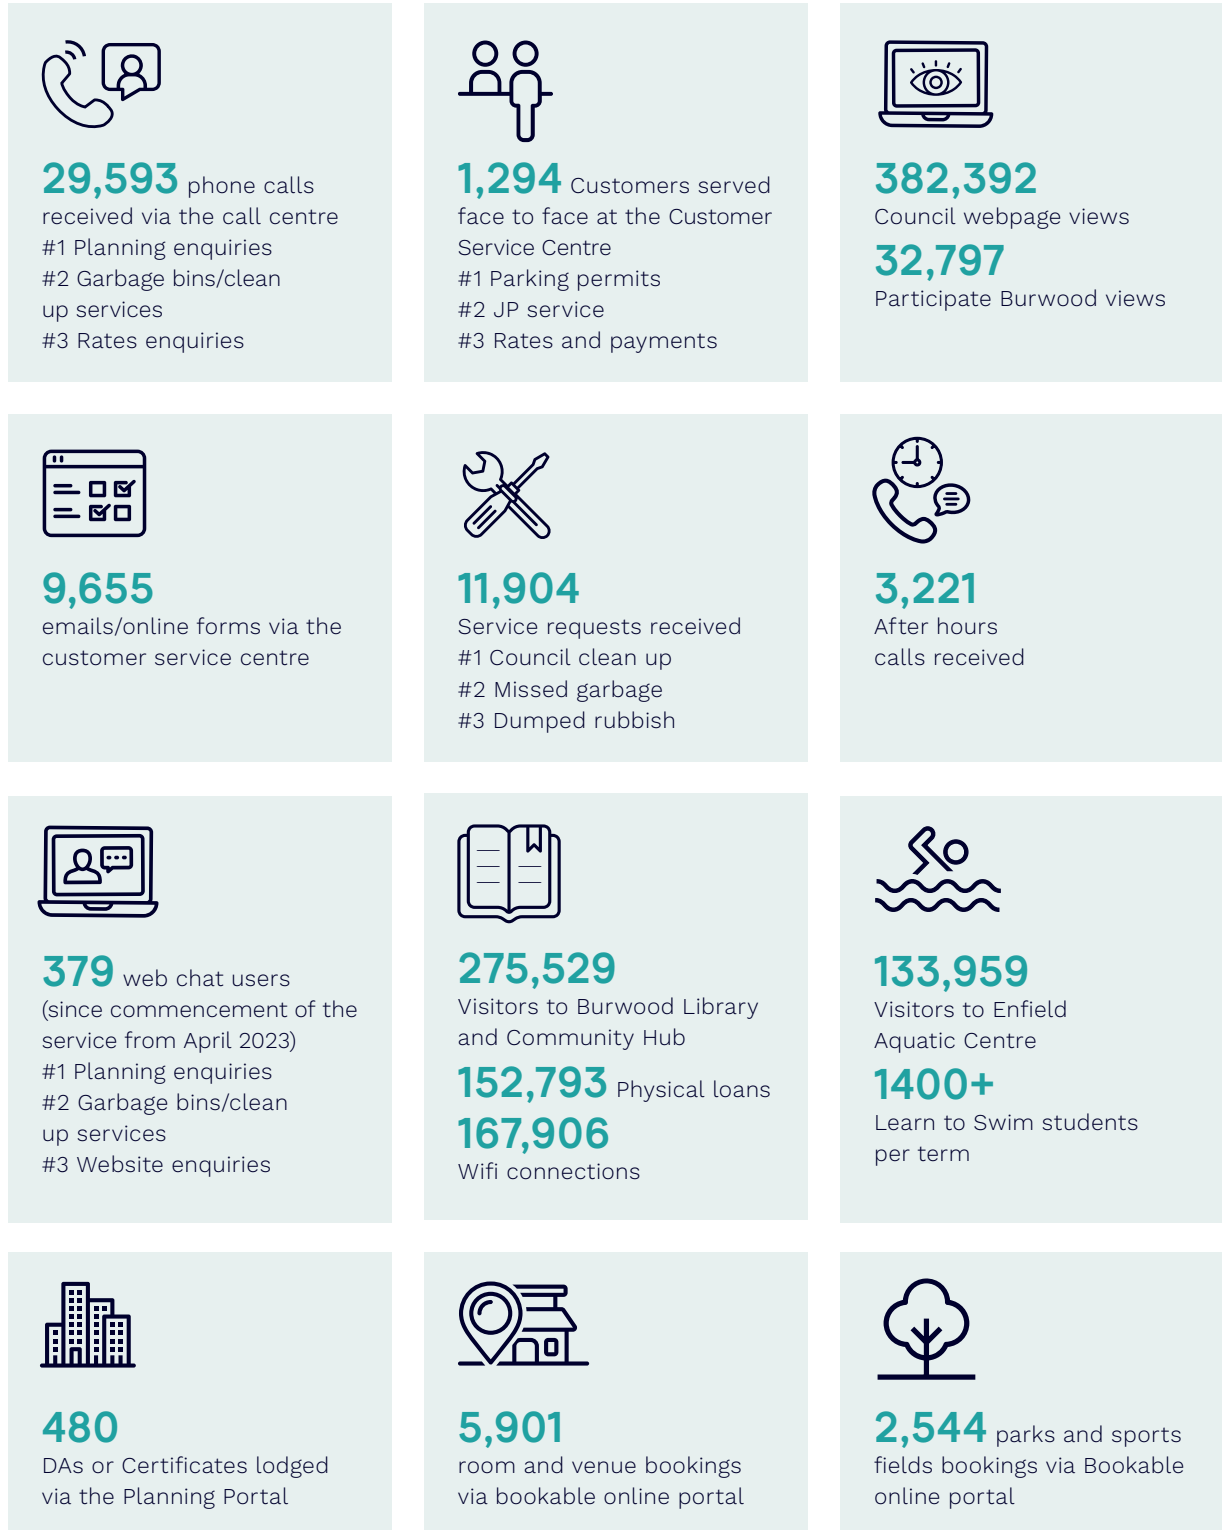 29,593 phone calls
received via the call centre
#1 Planning enquiries
#2 Garbage bins/clean
up services
#3 Rates enquiries
1,294 Customers served
face to face at the Customer
Service Centre
#1 Parking permits
#2 JP service
#3 Rates and payments
382,392
Council webpage views
32,797
Participate Burwood views
9,655
emails/online forms via the
customer service centre
11,904
Service requests received
#1 Council clean up
#2 Missed garbage
#3 Dumped rubbish
3,221
After hours
calls received
379 web chat users
(since commencement of the
service from April 2023)
#1 Planning enquiries
#2 Garbage bins/clean
up services
#3 Website enquiries
275,529
Visitors to Burwood Library
and Community Hub
152,793 Physical loans
167,906
Wifi connections
133,959
Visitors to Enfield
Aquatic Centre
1400+
Learn to Swim students
per term
480
DAs or Certificates lodged
via the Planning Portal
5,901
room and venue bookings
via bookable online portal
2,544 parks and sports
fields bookings via Bookable
online portal